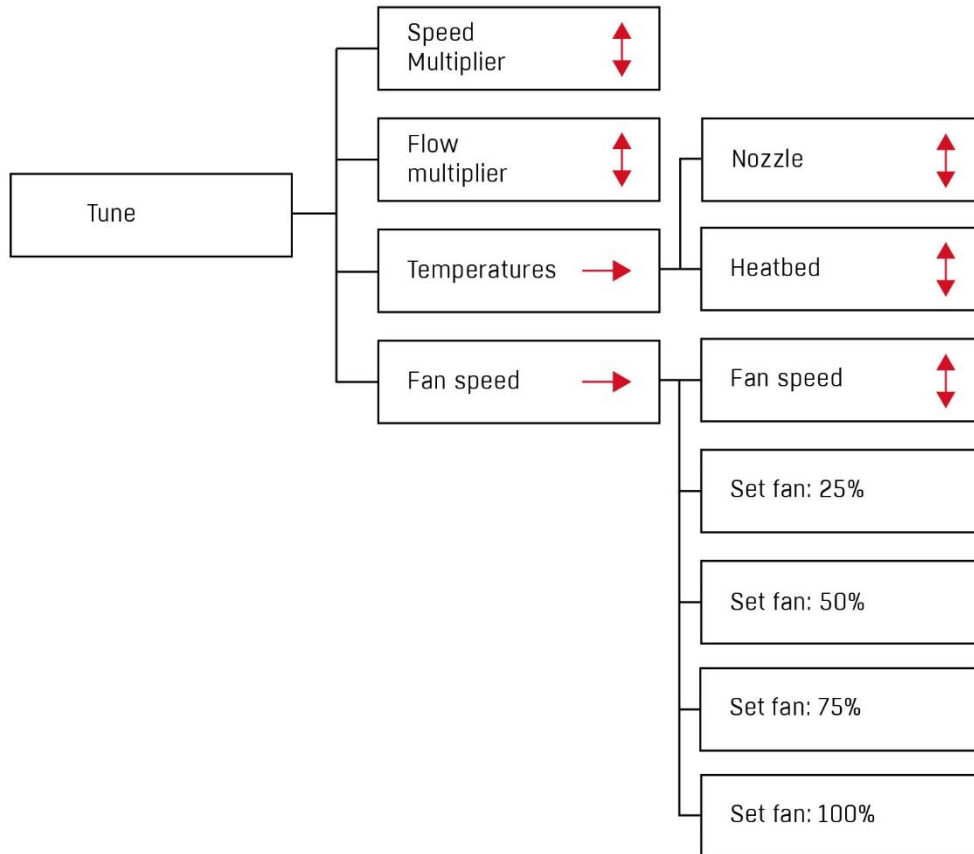 Speed
Multiplier
Flow
multiplier
Nozzle
Tune
Temperatures
Heatbed
Fan speed
Fan speed
Set fan: 25%
Set fan: 50%
Set fan: 75%
Set fan: 100%